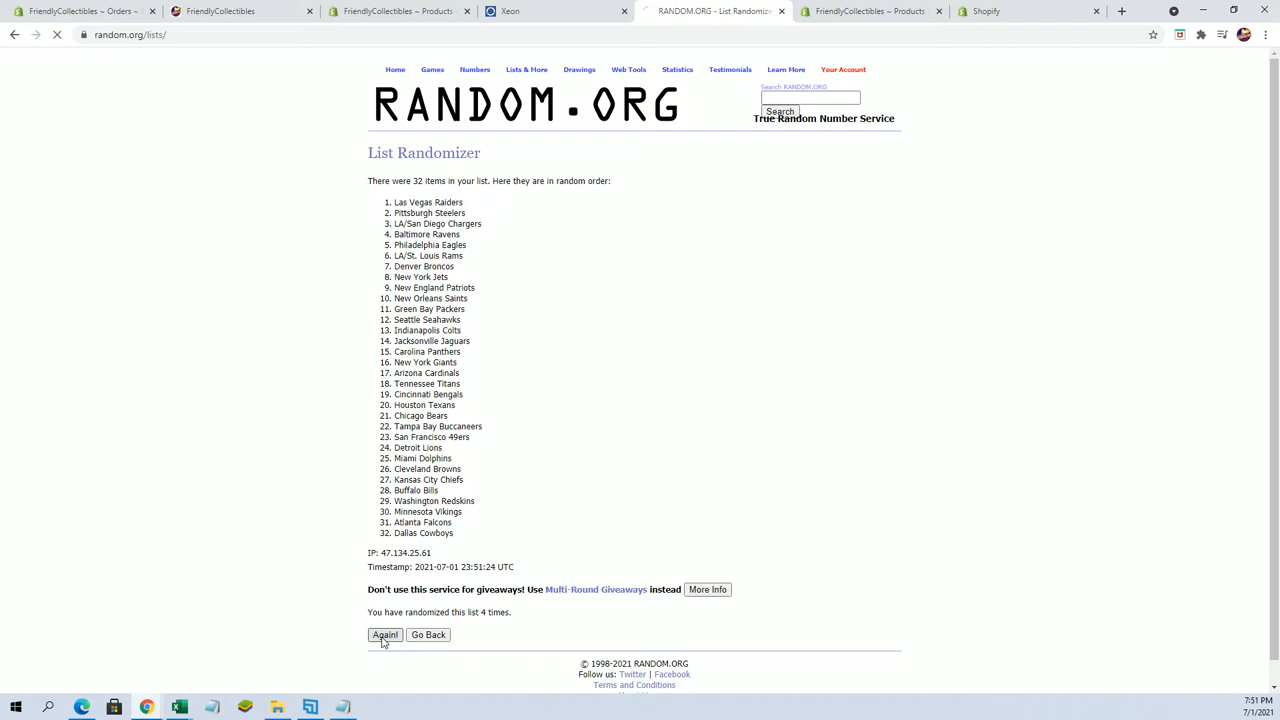 FriendlyCollectibles ~ Orders ~
FriendlyCollectibles
FriendlyCollectibles ~ Products ~
Xeon
RANDOM.ORG - List Randomizer
FriendlyCollectibles ~ Products ~
Shopify
random.org/lists/
Home Games Numbers Lists & More Drawings Web Tools Statistics Testimonials Learn More Your Account
RANDOM.ORG
Search RANDOM.ORG
Search
True Random Number Service
List Randomizer
There were 32 items in your list. Here they are in random order:
1. Las Vegas Raiders
2. Pittsburgh Steelers
3. LA/San Diego Chargers
4. Baltimore Ravens
5. Philadelphia Eagles
6. LA/St. Louis Rams
7. Denver Broncos
8. New York Jets
9. New England Patriots
10. New Orleans Saints
11. Green Bay Packers
12. Seattle Seahawks
13. Indianapolis Colts
14. Jacksonville Jaguars
15. Carolina Panthers
16. New York Giants
17. Arizona Cardinals
18. Tennessee Titans
19. Cincinnati Bengals
20. Houston Texans
21. Chicago Bears
22. Tampa Bay Buccaneers
23. San Francisco 49ers
24. Detroit Lions
25. Miami Dolphins
26. Cleveland Browns
27. Kansas City Chiefs
28. Buffalo Bills
29. Washington Redskins
30. Minnesota Vikings
31. Atlanta Falcons
32. Dallas Cowboys
IP: 47.134.25.61
Timestamp: 2021-07-01 23:51:24 UTC
Don't use this service for giveaways! Use Multi-Round Giveaways instead More Info
You have randomized this list 4 times.
Again! Go Back
© 1998-2021 RANDOM.ORG
Follow us: Twitter | Facebook
Terms and Conditions
7:51 PM
7/1/2021